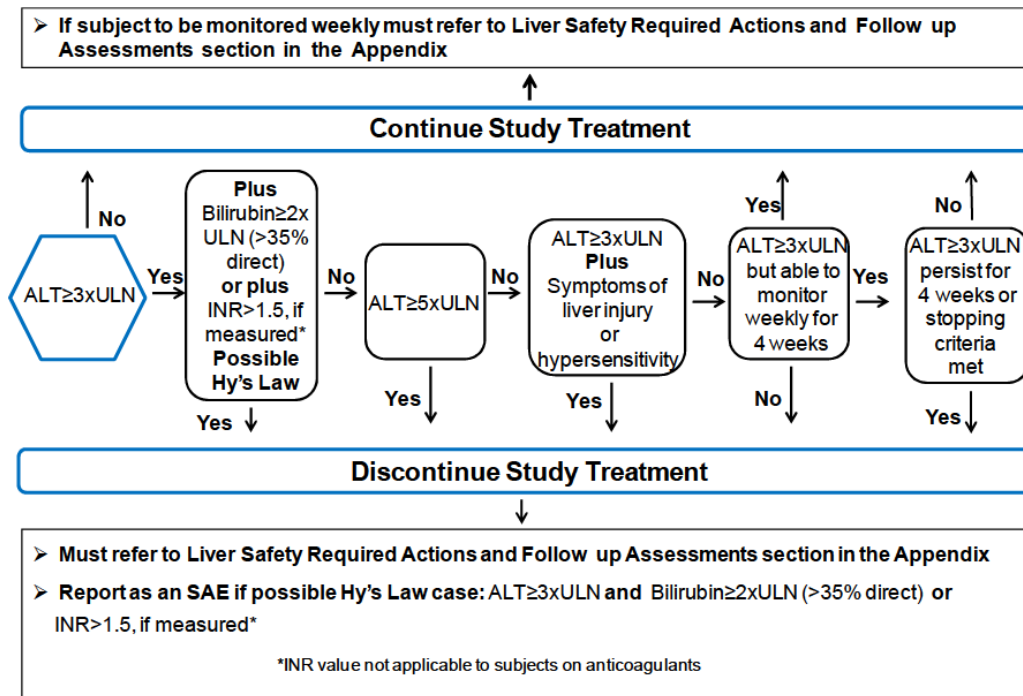 ➤ If subject to be monitored weekly must refer to Liver Safety Required Actions and Follow up
Assessments section in the Appendix
Continue Study Treatment
No
Yes
No
ALT≥3xULN
Yes
Plus
Bilirubin≥2x
ULN (>35%
direct)
or plus
INR>1.5, if
measured*
Possible
Hy's Law
No
ALT≥5xULN
No
ALT≥3xULN
Plus
Symptoms of
liver injury
or
hypersensitivity
No
ALT≥3xULN
but able to
monitor
weekly for
4 weeks
Yes
ALT≥3xULN
persist for
4 weeks or
stopping
criteria
met
Yes
Yes
Yes
No
Yes
Discontinue Study Treatment
➤ Must refer to Liver Safety Required Actions and Follow up Assessments section in the Appendix
➤ Report as an SAE if possible Hy's Law case: ALT≥3xULN and Bilirubin≥2xULN (>35% direct) or
INR>1.5, if measured*
*INR value not applicable to subjects on anticoagulants